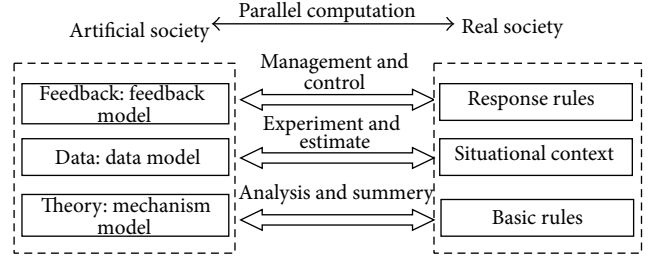 Parallel computation
Artificial society
Real society
Management and
control
Feedback: feedback
model
Response rules
Experiment and
estimate
Data: data model
Situational context
Analysis and summery
Theory: mechanism
model
Basic rules